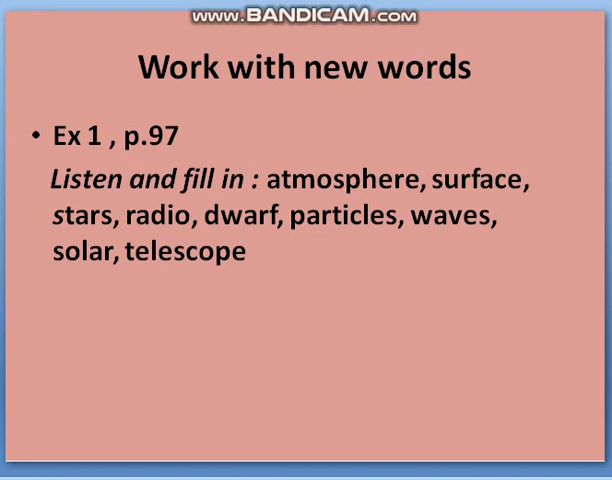 www.BANDICAM.com
Work with new words
• Ex 1 , p.97
Listen and fill in : atmosphere, surface,
stars, radio, dwarf, particles, waves,
solar, telescope